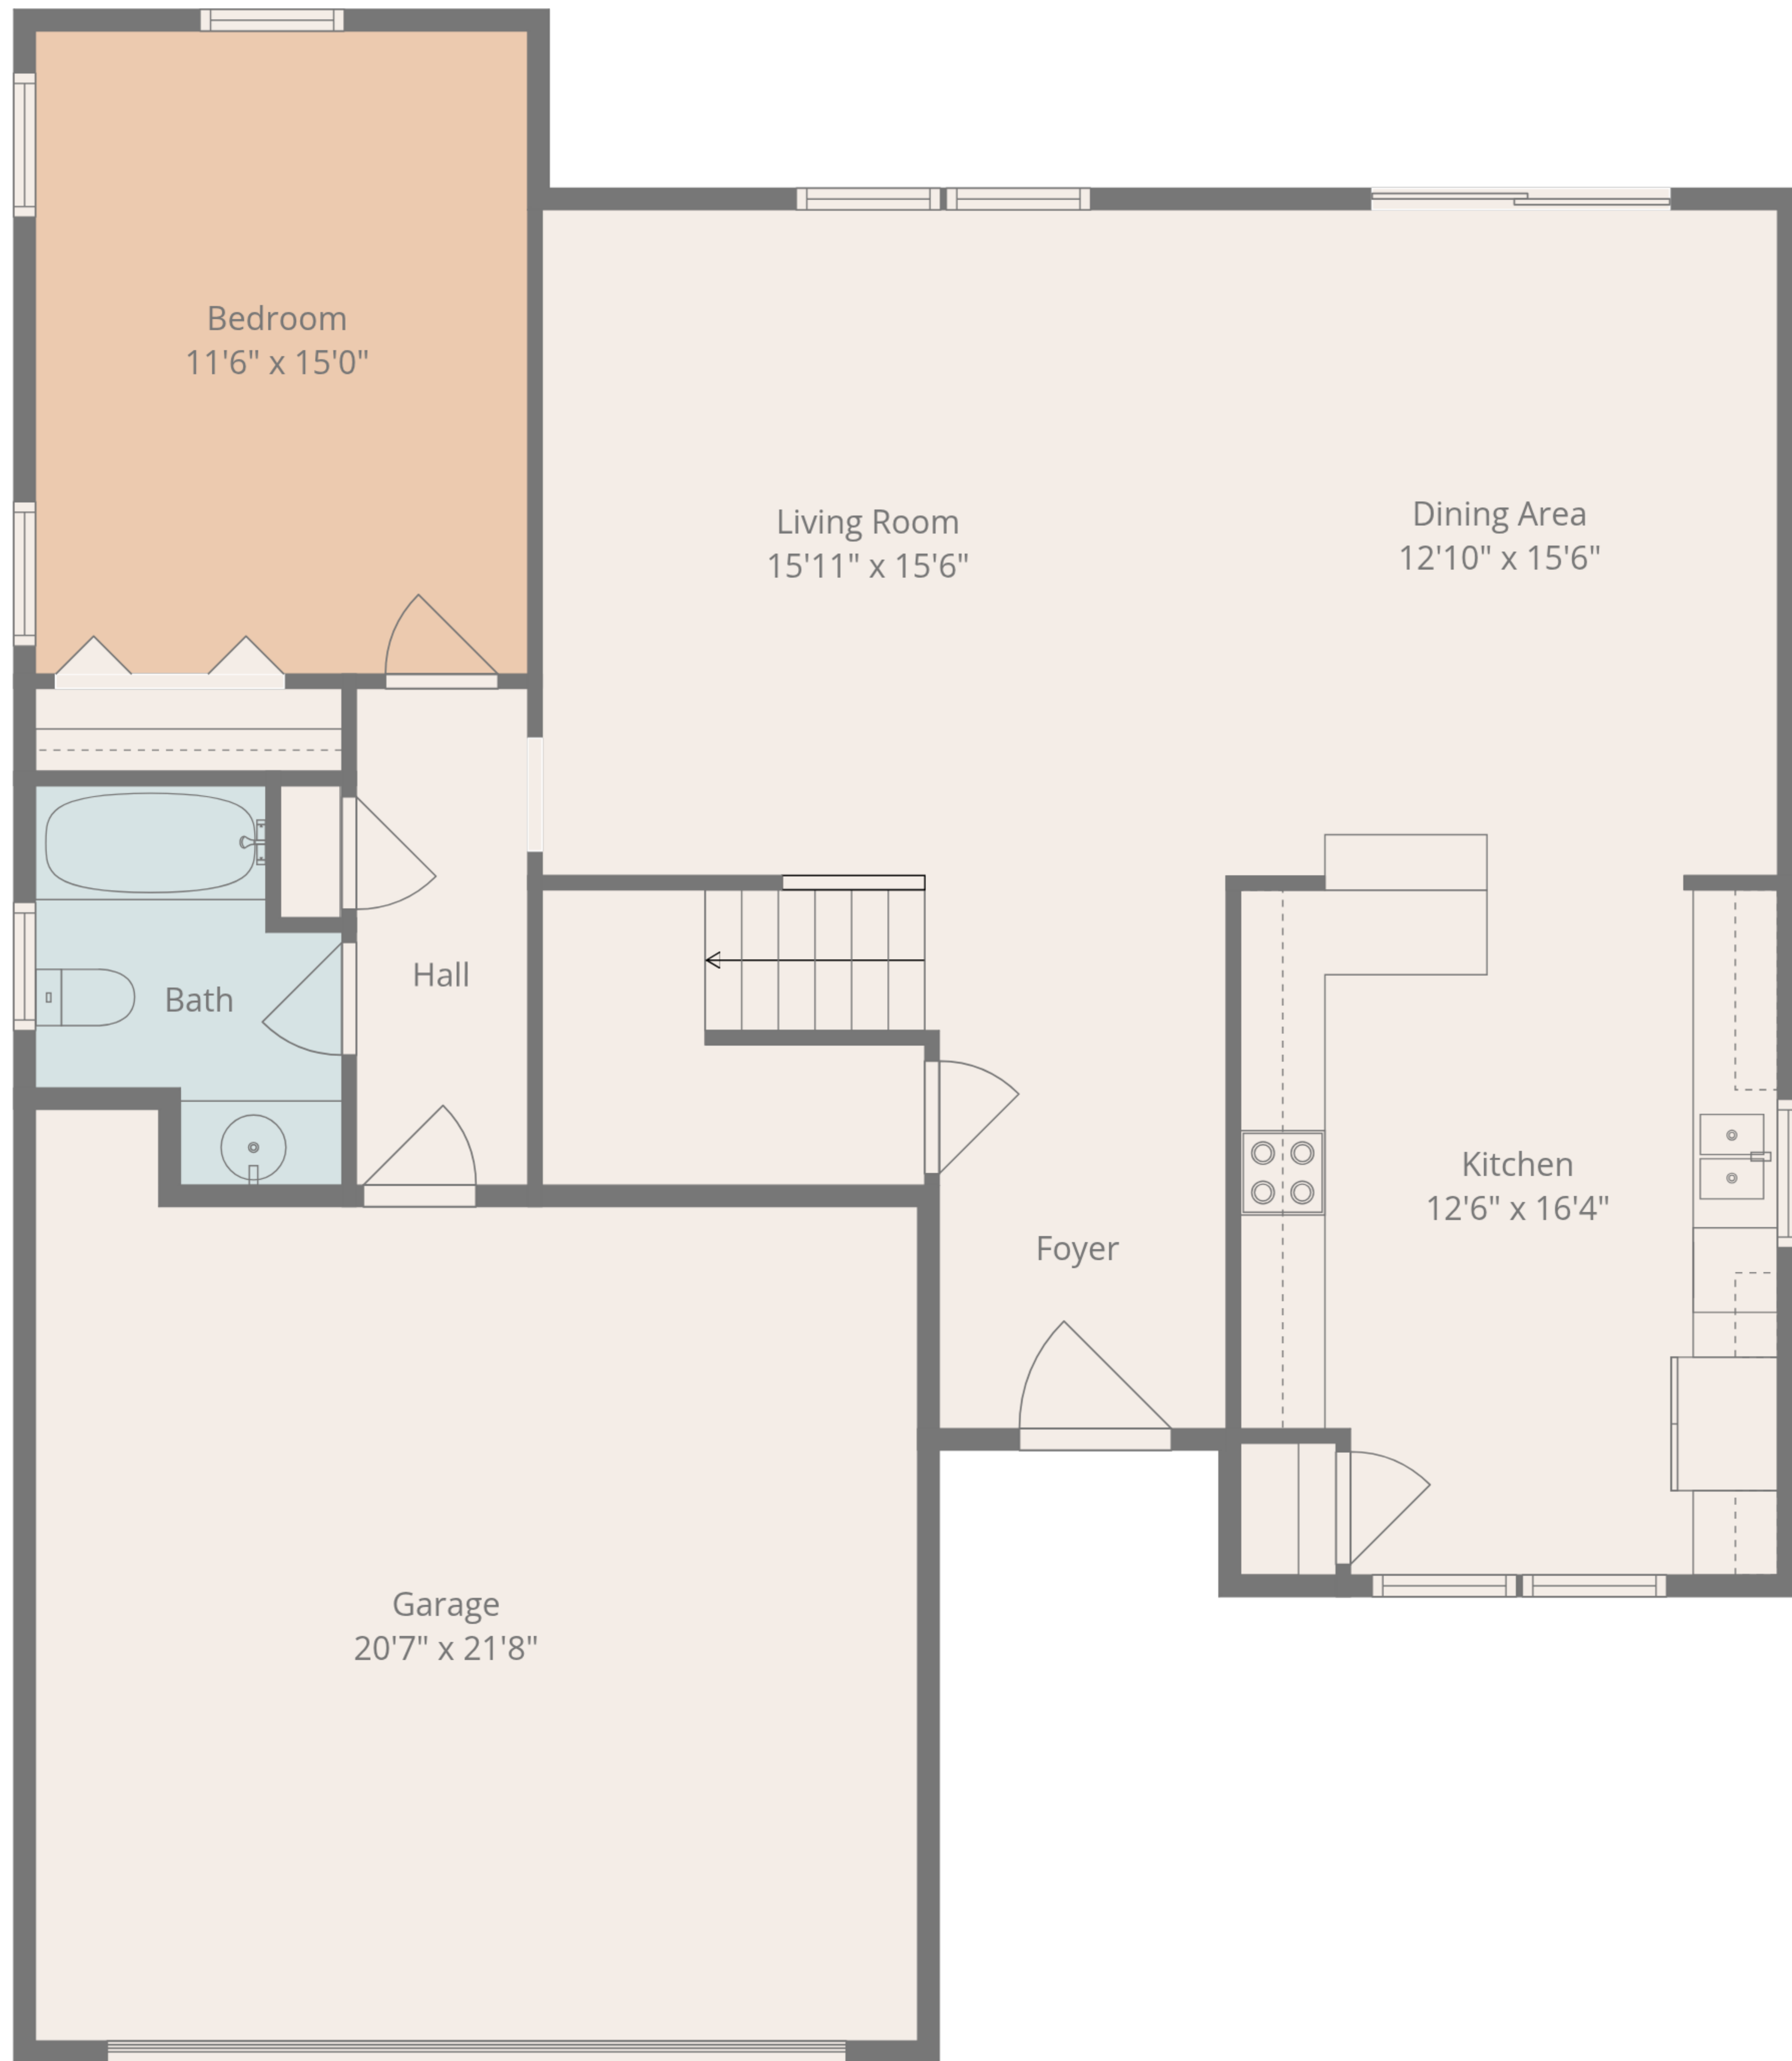 Bedroom
11'6" x 15'0"
Living Room
15'11" x 15'6"
Dining Area
12'10" x 15'6"
Hall
Bath
Kitchen
12'6" x 16'4"
Foyer
Garage
20'7" x 21'8"